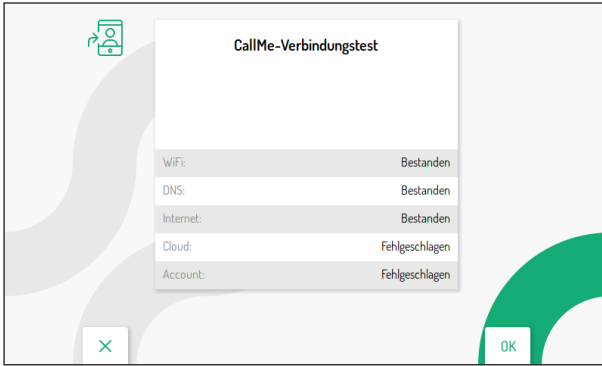 CallMe-Verbindungstest
WiFi: Bestanden
DNS: Bestanden
Internet: Bestanden
Cloud: Fehlgeschlagen
Account: Fehlgeschlagen
OK